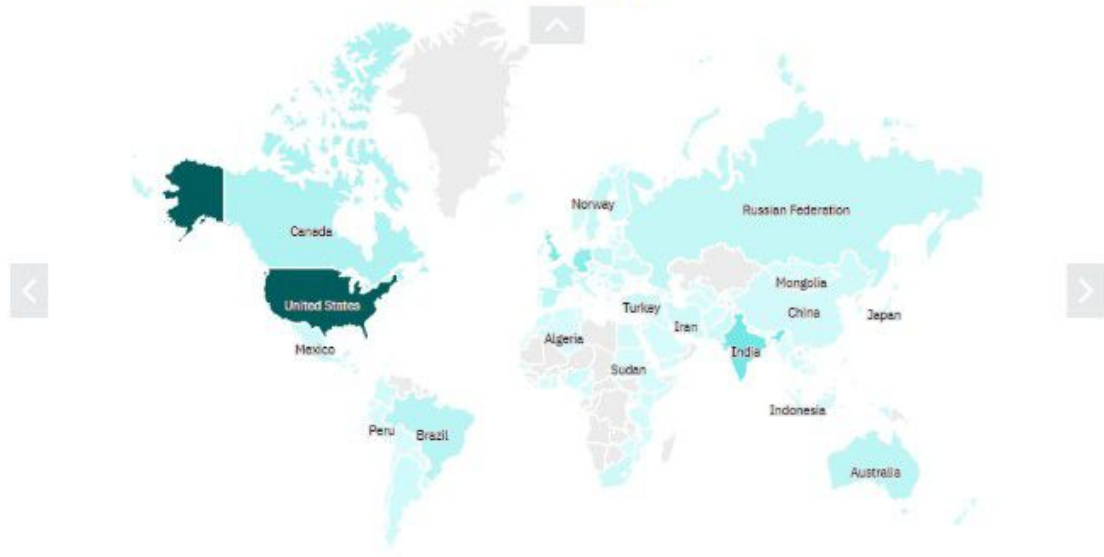 Norway
Russian Federation
Canada
Mongolia
United States
Turkey
China
Japan
Iran
Algeria
Mexico
India
Sudan
Indonesia
Peru
Brazil
Australia